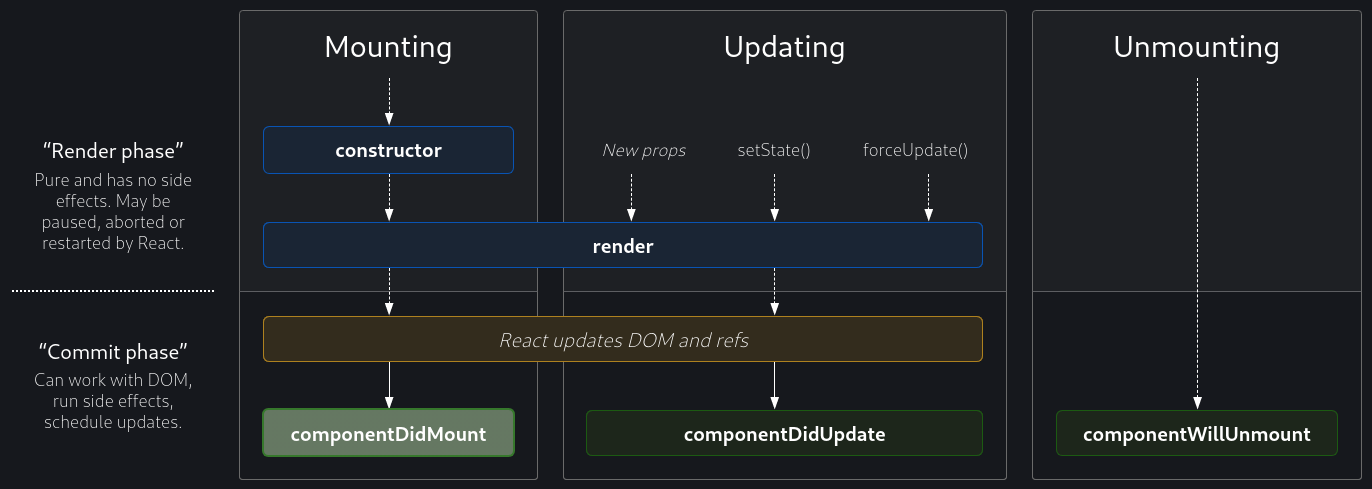 Mounting
Updating
Unmounting
“Render phase”
Pure and has no side
effects. May be
paused, aborted or
restarted by React.
constructor
New props
setState()
forceUpdate()
render
“Commit phase”
Can work with DOM,
run side effects,
schedule updates.
React updates DOM and refs
componentDidMount
componentDidUpdate
componentWillUnmount